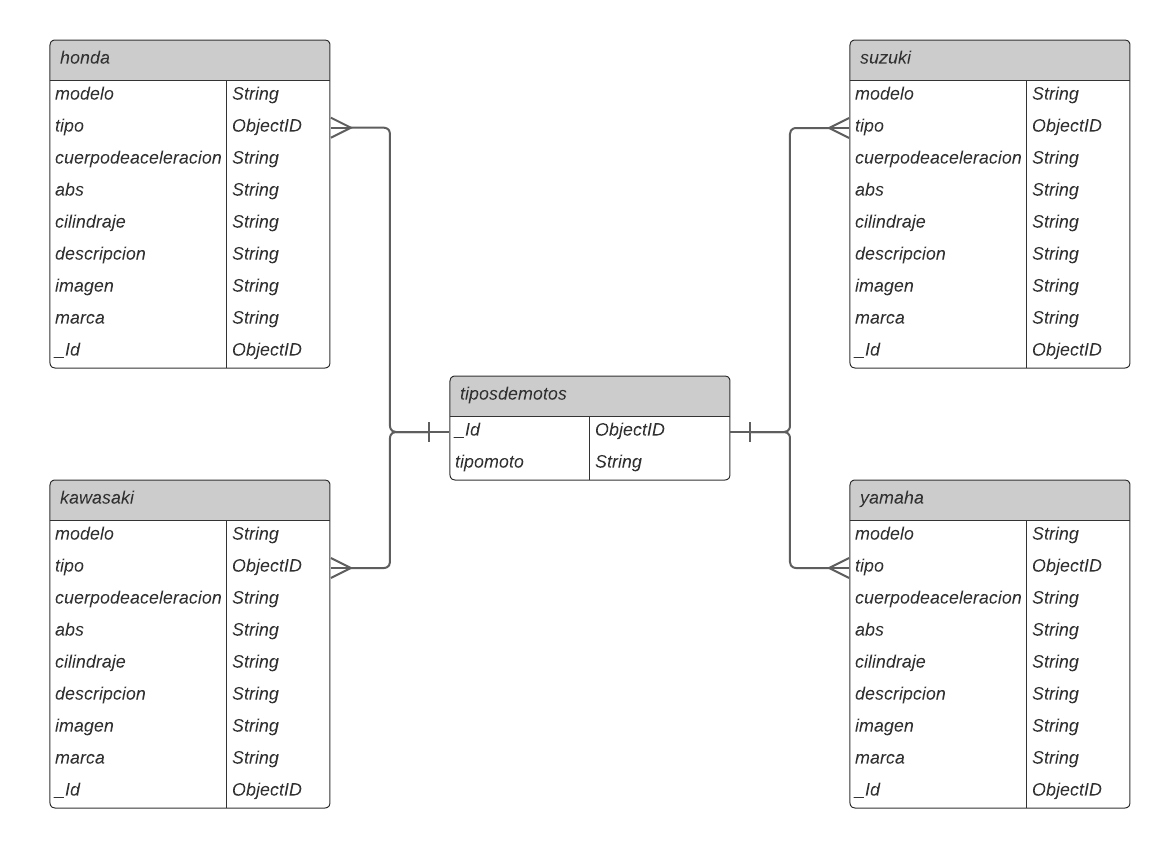 honda
modelo String
tipo ObjectID
cuerpodeaceleracion String
abs String
cilindraje String
descripcion String
imagen String
marca String
_Id ObjectID
suzuki
modelo String
tipo ObjectID
cuerpodeaceleracion String
abs String
cilindraje String
descripcion String
imagen String
marca String
_Id ObjectID
tiposdemotos
_Id ObjectID
tipomoto String
kawasaki
modelo String
tipo ObjectID
cuerpodeaceleracion String
abs String
cilindraje String
descripcion String
imagen String
marca String
_Id ObjectID
yamaha
modelo String
tipo ObjectID
cuerpodeaceleracion String
abs String
cilindraje String
descripcion String
imagen String
marca String
_Id ObjectID